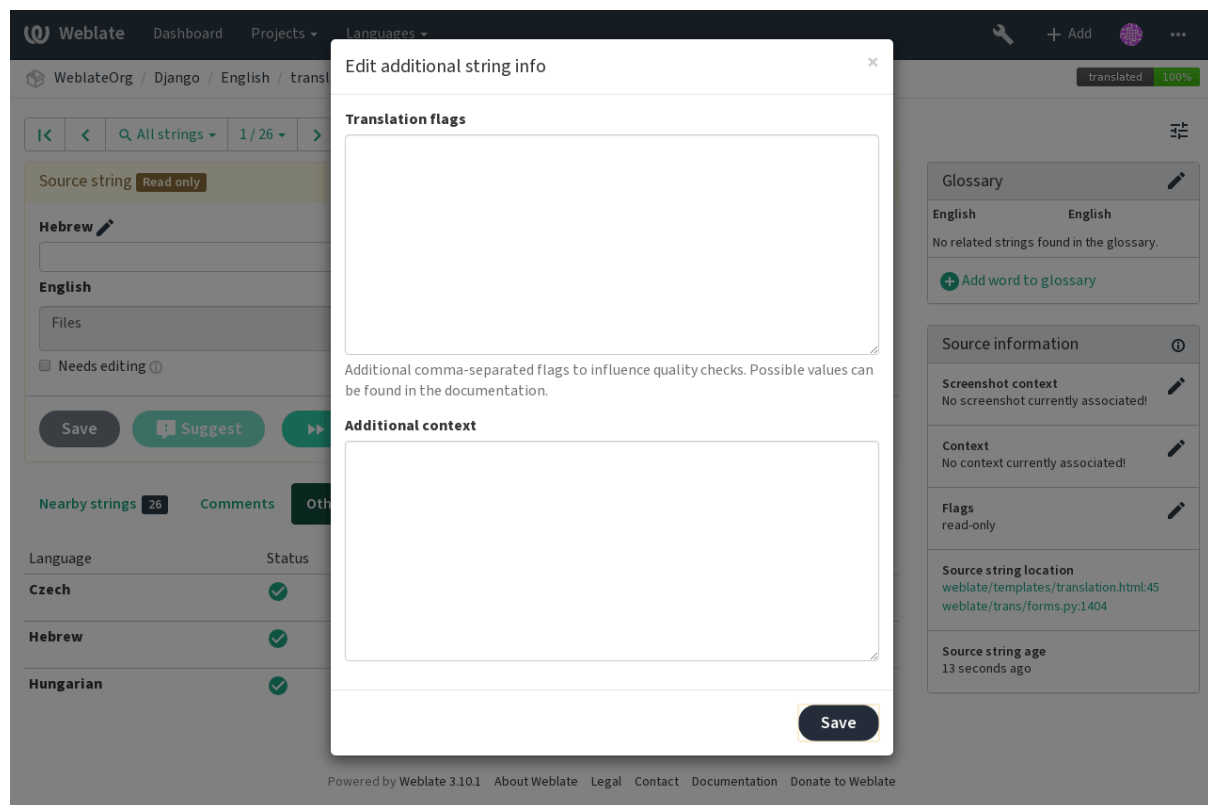 Weblate Dashboard Projects Languages Add
WeblateOrg / Django / English / transl
translated 100%
All strings 1 / 26
Source string Read only
Hebrew
English
Files
Needs editing
Save Suggest
Nearby strings 26 Comments Oth
Language Status
Czech
Hebrew
Hungarian
Edit additional string info ×
Translation flags
Additional comma-separated flags to influence quality checks. Possible values can
be found in the documentation.
Additional context
Save
Glossary
English English
No related strings found in the glossary.
Add word to glossary
Source information
Screenshot context
No screenshot currently associated!
Context
No context currently associated!
Flags
read-only
Source string location
weblate/templates/translation.html:45
weblate/trans/forms.py:1404
Source string age
13 seconds ago
Powered by Weblate 3.10.1 About Weblate Legal Contact Documentation Donate to Weblate